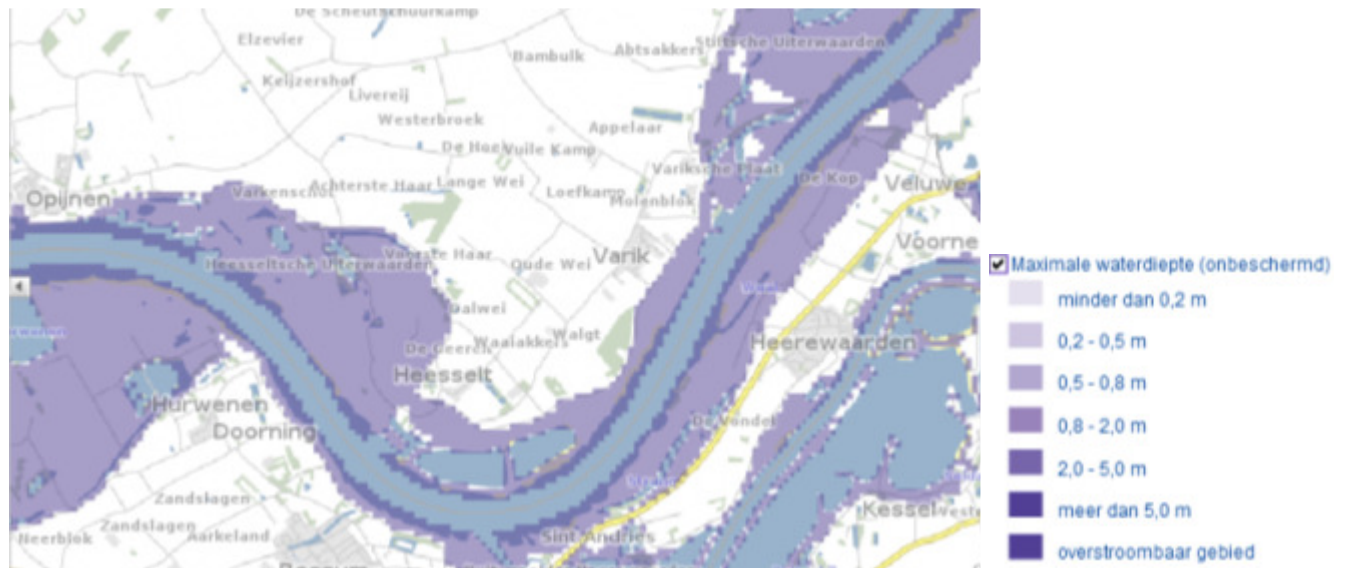 De Scheutschuurkamp
Elzevier
Stiftsche Uiterwaarden
Abtsakkers
Bambulk
Keijzershof
Livereij
Westerbroek
Appelaar
De Hoek
Vuile Kamp
Variksche Plaat
De Kop
Veluwe
Varkenschot
Achterste Haar
Lange Wei
Loefkamp
Molenblok
Opijnen
Voorne
Voorste Haar
Varik
Heesseltsche Uiterwaarden
Oude Wei
Maximale waterdiepte (onbeschermd)
Waal
minder dan 0,2 m
Dalwei
Walgt
Waalakkers
Heerewaarden
0,2 - 0,5 m
De Geerch
Heesselt
0,5 - 0,8 m
Hurwenen
Doorning
De Vondel
0,8 - 2,0 m
2,0 - 5,0 m
Zandslagen
Kessel
meer dan 5,0 m
Zandslagen
Neerblok
Aarkeland
Sint Andries
overstroombaar gebied